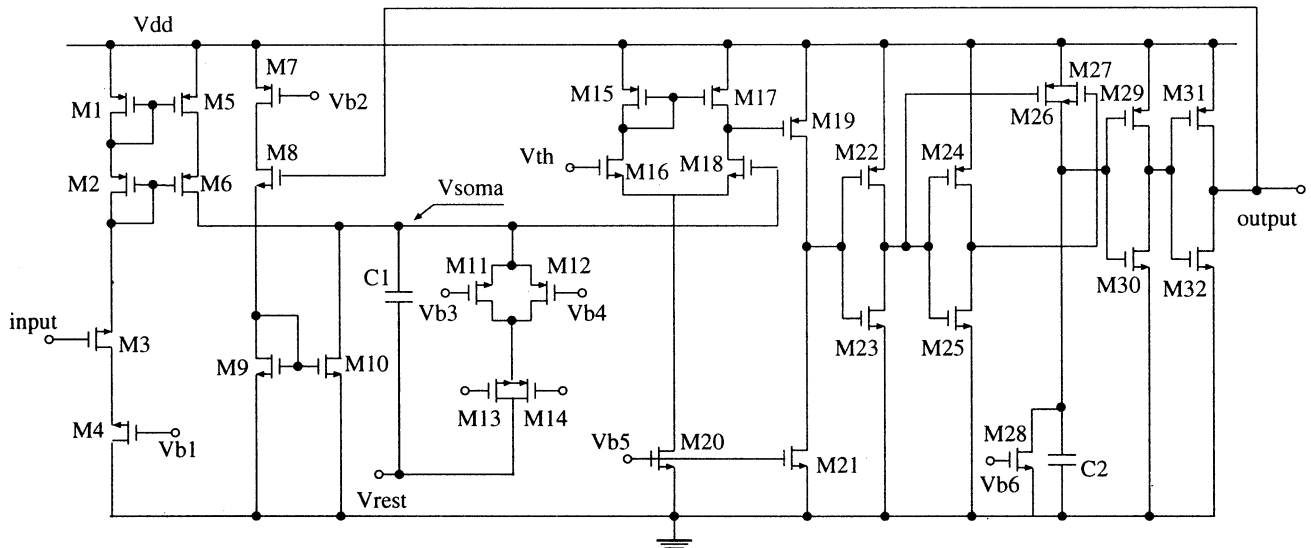 Vdd
M7
M27
M1
M5
Vb2
M15
M17
M29
M31
M19
M26
M8
Vth
M22
M24
M2
M6
M16
M18
Vsoma
output
M11
M12
C1
Vb3
Vb4
M30
M32
input
M3
M23
M25
M9
M10
M13
M14
M4
Vb1
Vb5
M20
M21
M28
Vb6
C2
Vrest